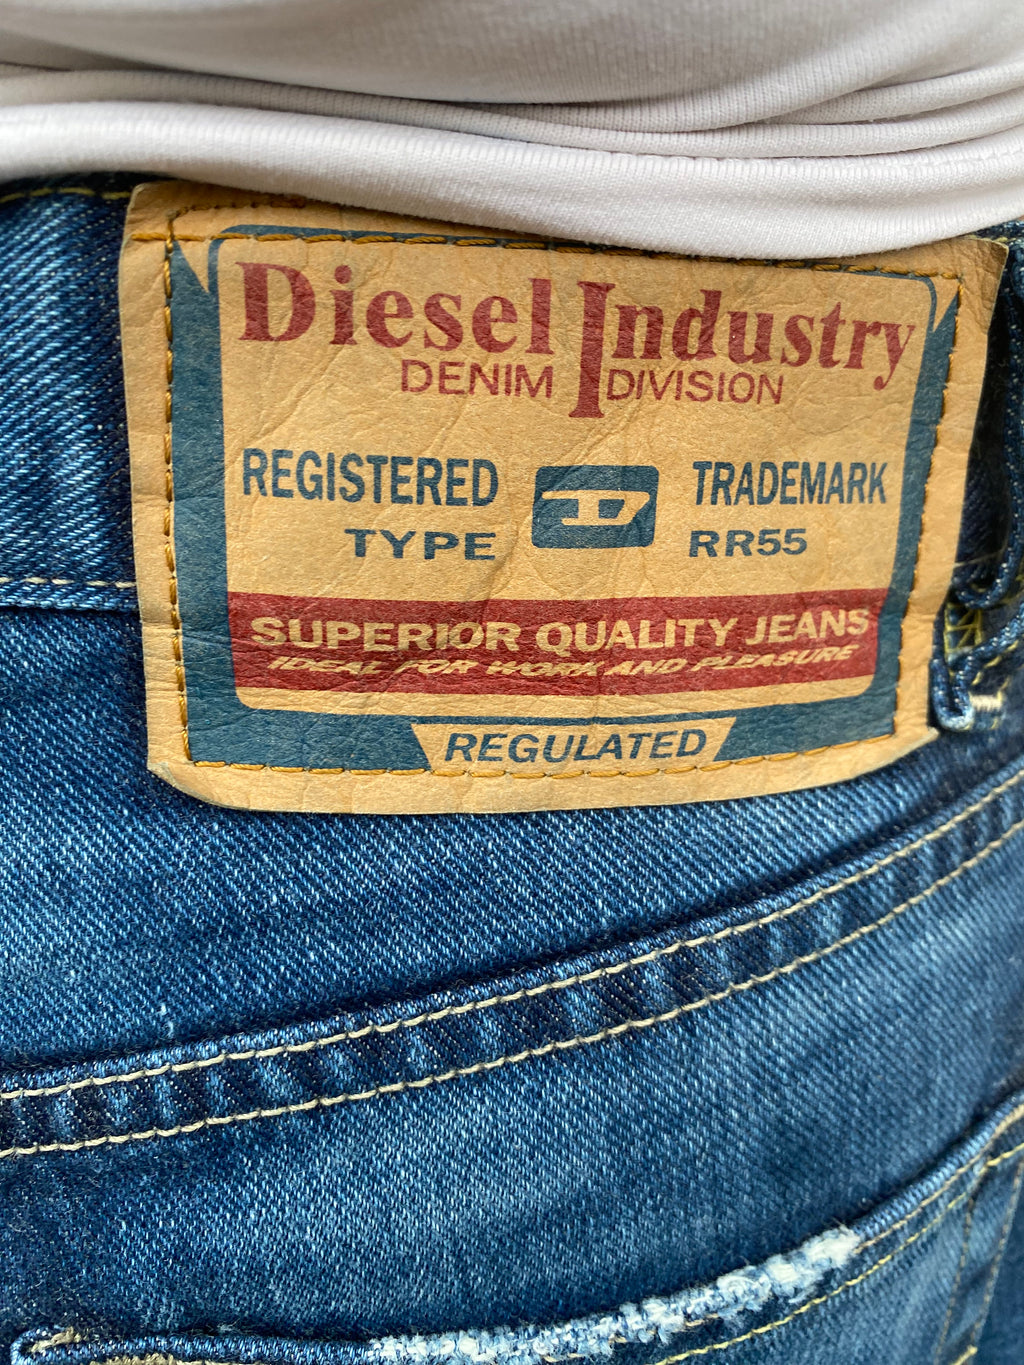 Diesel Industry
DENIM DIVISION
REGISTERED D TRADEMARK
TYPE RR55
SUPERIOR QUALITY JEANS
IDEAL FOR WORK AND PLEASURE
REGULATED